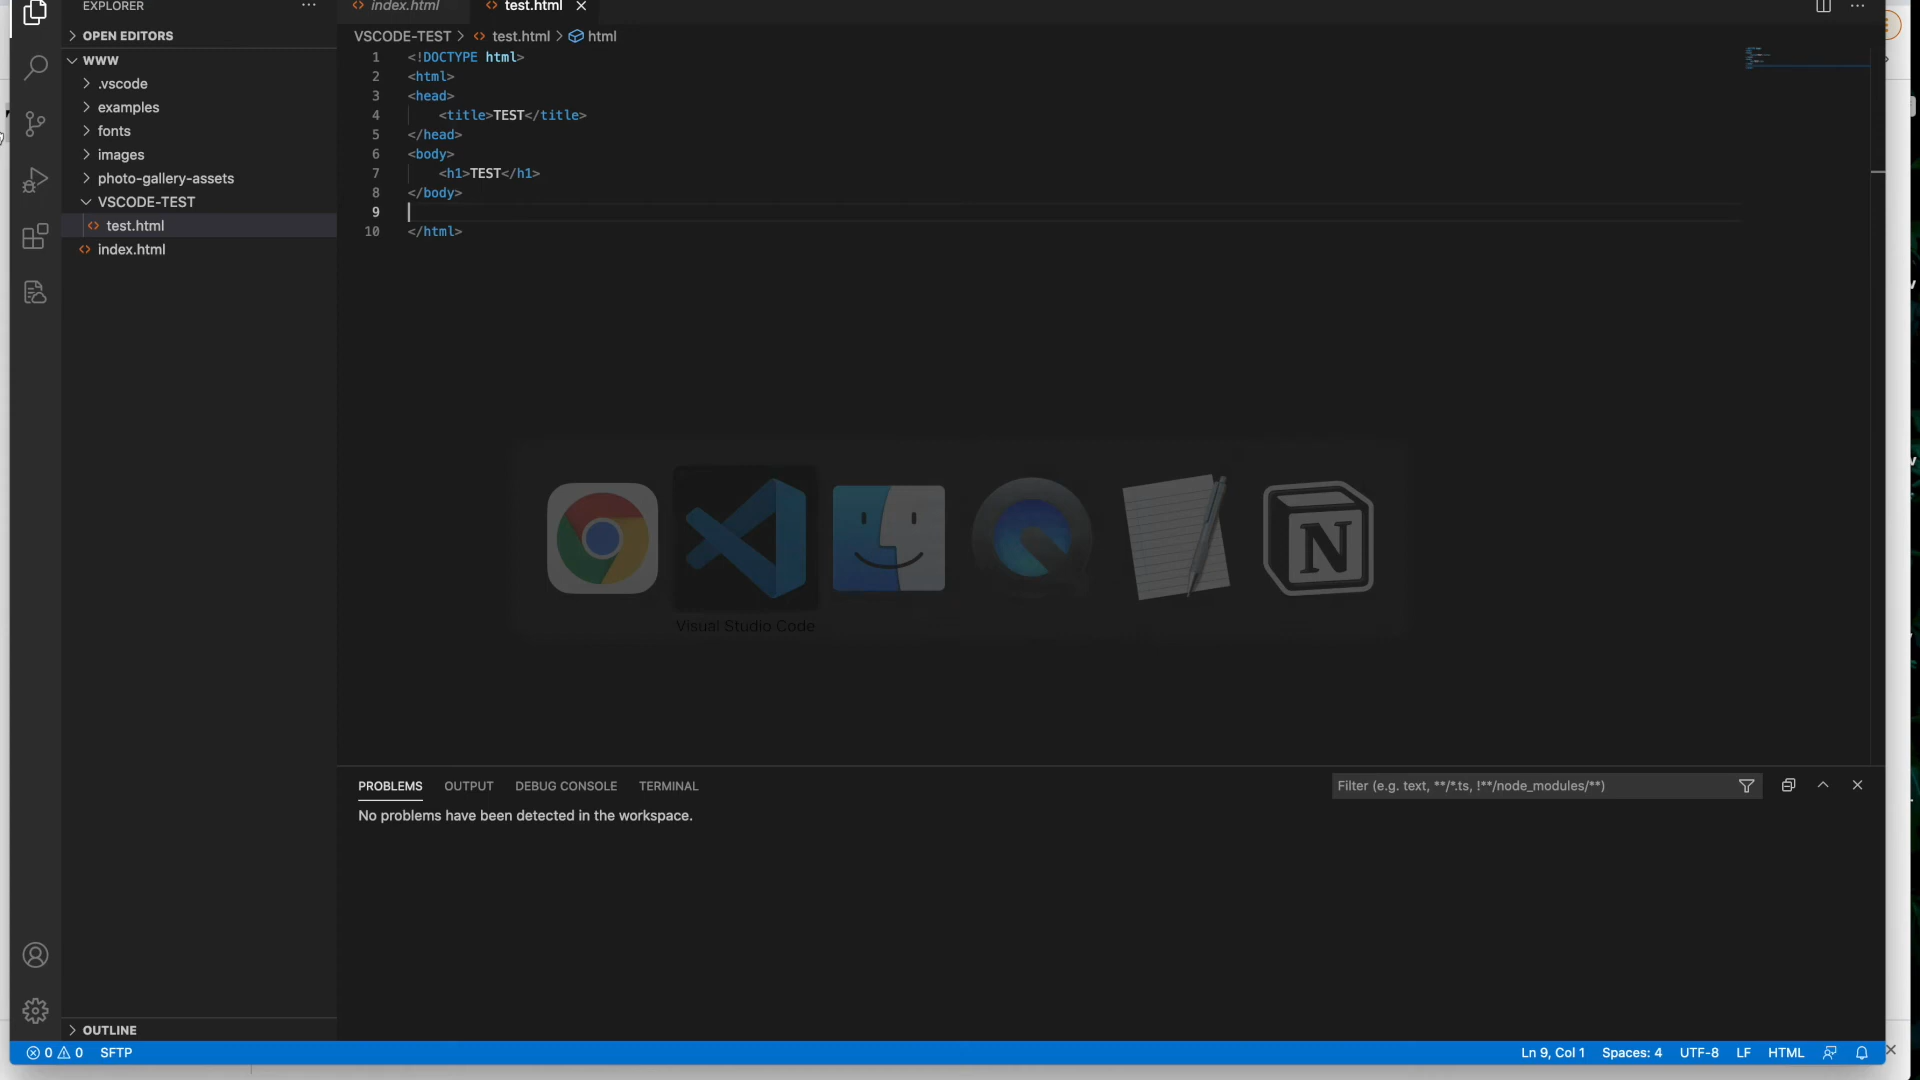 EXPLORER
OPEN EDITORS
WWW
.vscode
examples
fonts
images
photo-gallery-assets
VSCODE-TEST
test.html
index.html
OUTLINE
index.html
test.html
VSCODE-TEST > test.html > html
1 <!DOCTYPE html>
2 <html>
3 <head>
4 <title>TEST</title>
5 </head>
6 <body>
7 <h1>TEST</h1>
8 </body>
9
10 </html>
Visual Studio Code
PROBLEMS OUTPUT DEBUG CONSOLE TERMINAL
Filter (e.g. text, **/*.ts, !**/node_modules/**)
No problems have been detected in the workspace.
0 0 SFTP
Ln 9, Col 1 Spaces: 4 UTF-8 LF HTML